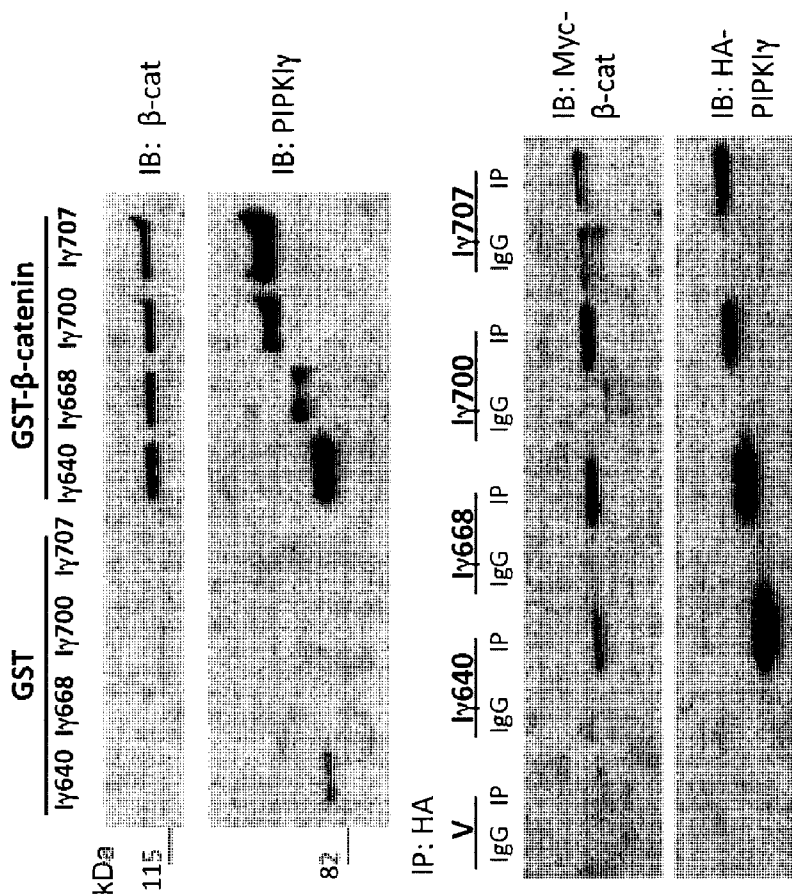 GST
GST-β-catenin
kDa
Iγ640 Iγ668 Iγ700 Iγ707 Iγ640 Iγ668 Iγ700 Iγ707
115
IB: β-cat
82
IB: PIPKIγ
IP: HA
V
Iγ640
Iγ668
Iγ700
Iγ707
IgG IP IgG IP IgG IP IgG IP IgG IP
IB: Myc-
β-cat
IB: HA-
PIPKIγ